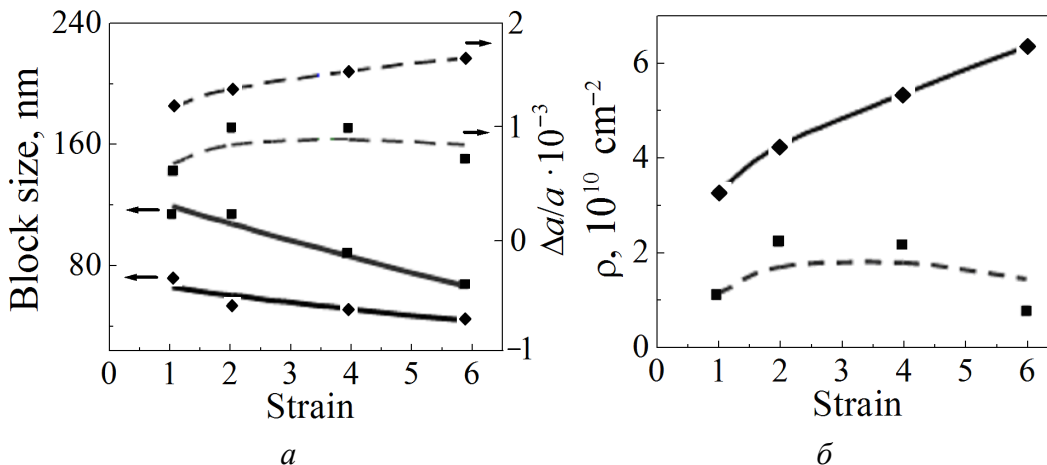 240
160
80
Block size, nm
0 1 2 3 4 5 6
Strain
2
1
0
−1
Δa/a · 10⁻³
а
6
4
2
0
ρ, 10¹⁰ cm⁻²
0 1 2 3 4 5 6
Strain
б